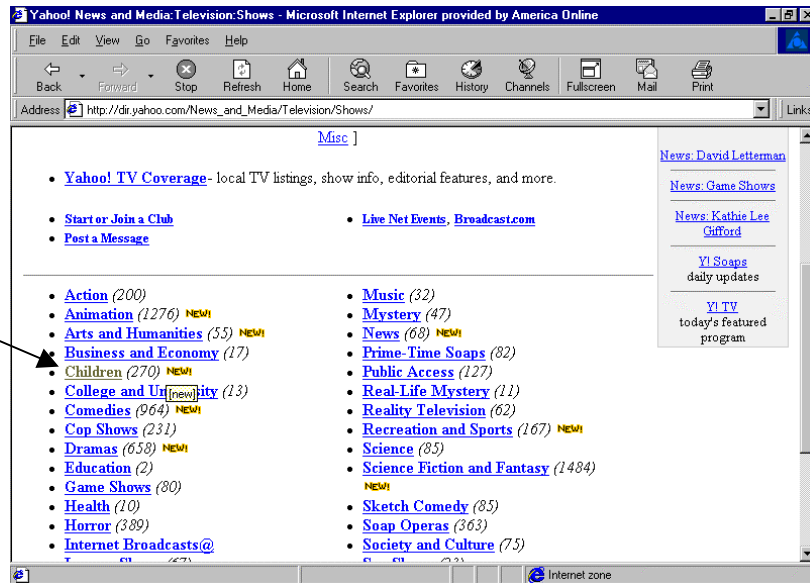 Yahoo! News and Media:Television:Shows - Microsoft Internet Explorer provided by America Online
File Edit View Go Favorites Help
Back Forward Stop Refresh Home Search Favorites History Channels Fullscreen Mail Print
Address http://dir.yahoo.com/News_and_Media/Television/Shows/ Links
Misc ]
Yahoo! TV Coverage- local TV listings, show info, editorial features, and more.
Start or Join a Club
Post a Message
Live Net Events, Broadcast.com
Action (200)
Animation (1276) NEW!
Arts and Humanities (55) NEW!
Business and Economy (17)
Children (270) NEW!
College and Un[new]sity (13)
Comedies (964) NEW!
Cop Shows (231)
Dramas (658) NEW!
Education (2)
Game Shows (80)
Health (10)
Horror (389)
Internet Broadcasts@
Music (32)
Mystery (47)
News (68) NEW!
Prime-Time Soaps (82)
Public Access (127)
Real-Life Mystery (11)
Reality Television (62)
Recreation and Sports (167) NEW!
Science (85)
Science Fiction and Fantasy (1484)
NEW!
Sketch Comedy (85)
Soap Operas (363)
Society and Culture (75)
News: David Letterman
News: Game Shows
News: Kathie Lee
Gifford
Y! Soaps
daily updates
Y! TV
today's featured
program
Internet zone